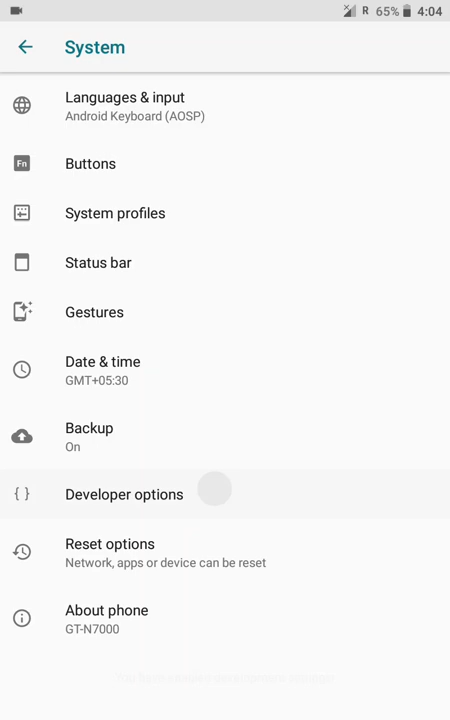 R 65% 4:04
System
Languages & input
Android Keyboard (AOSP)
Fn
Buttons
System profiles
Status bar
Gestures
Date & time
GMT+05:30
Backup
On
{ } Developer options
Reset options
Network, apps or device can be reset
About phone
GT-N7000